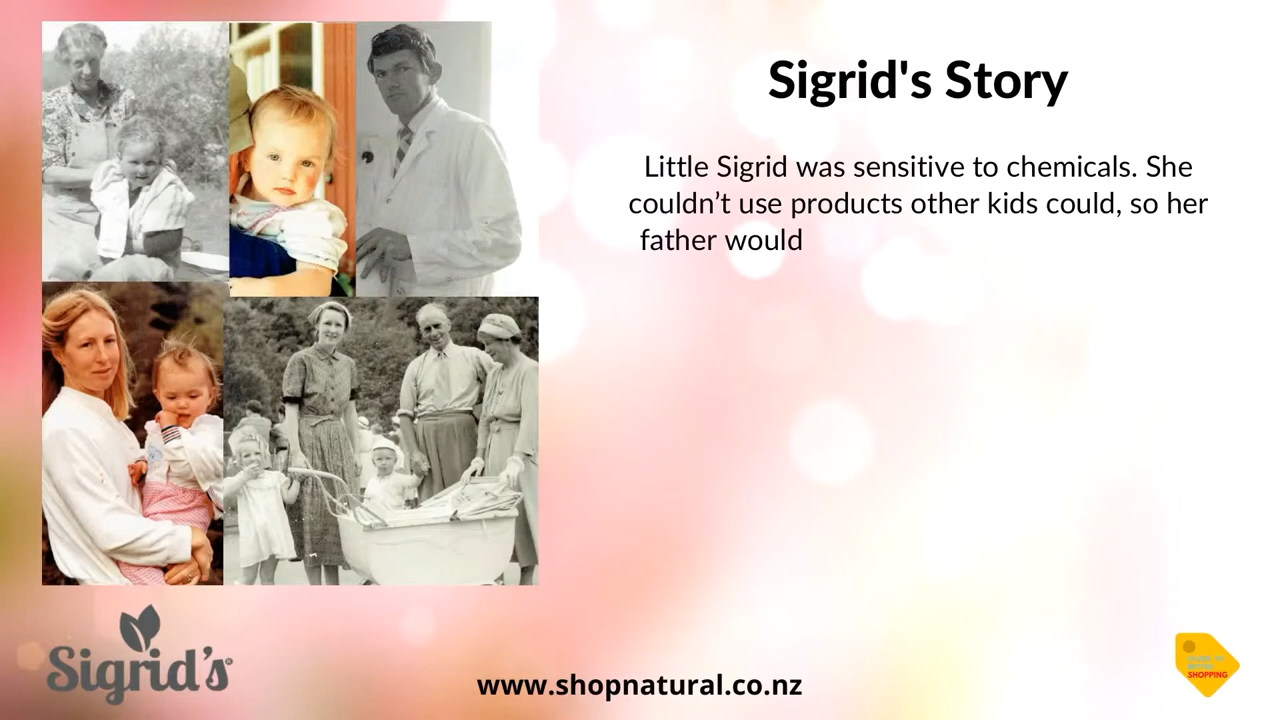 Sigrid's Story
Little Sigrid was sensitive to chemicals. She
couldn’t use products other kids could, so her
father would
Sigrid's
www.shopnatural.co.nz
SHOPPING